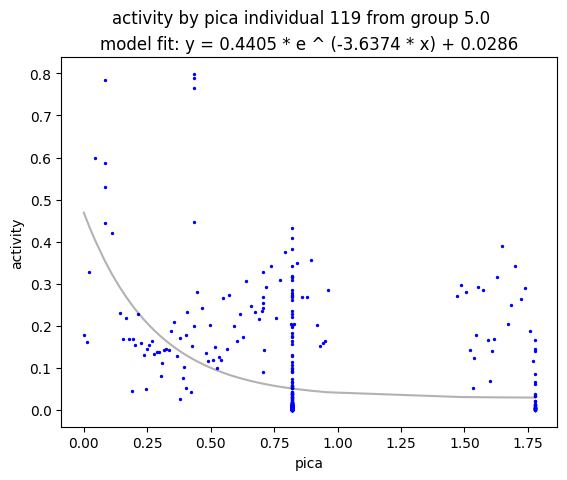 activity by pica individual 119 from group 5.0
model fit: y = 0.4405 * e ^ (-3.6374 * x) + 0.0286
0.8
0.7
0.6
0.5
0.4
0.3
0.2
0.1
0.0
activity
0.00 0.25 0.50 0.75 1.00 1.25 1.50 1.75
pica